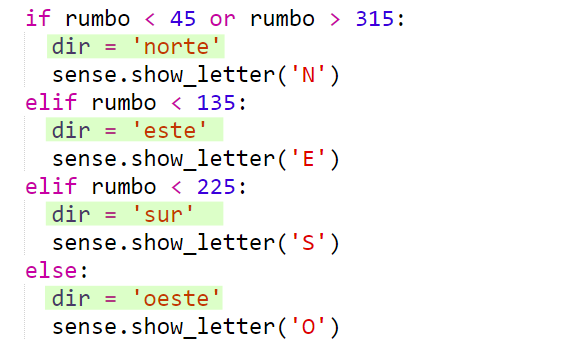 if rumbo < 45 or rumbo > 315:
  dir = 'norte'
  sense.show_letter('N')
elif rumbo < 135:
  dir = 'este'
  sense.show_letter('E')
elif rumbo < 225:
  dir = 'sur'
  sense.show_letter('S')
else:
  dir = 'oeste'
  sense.show_letter('O')